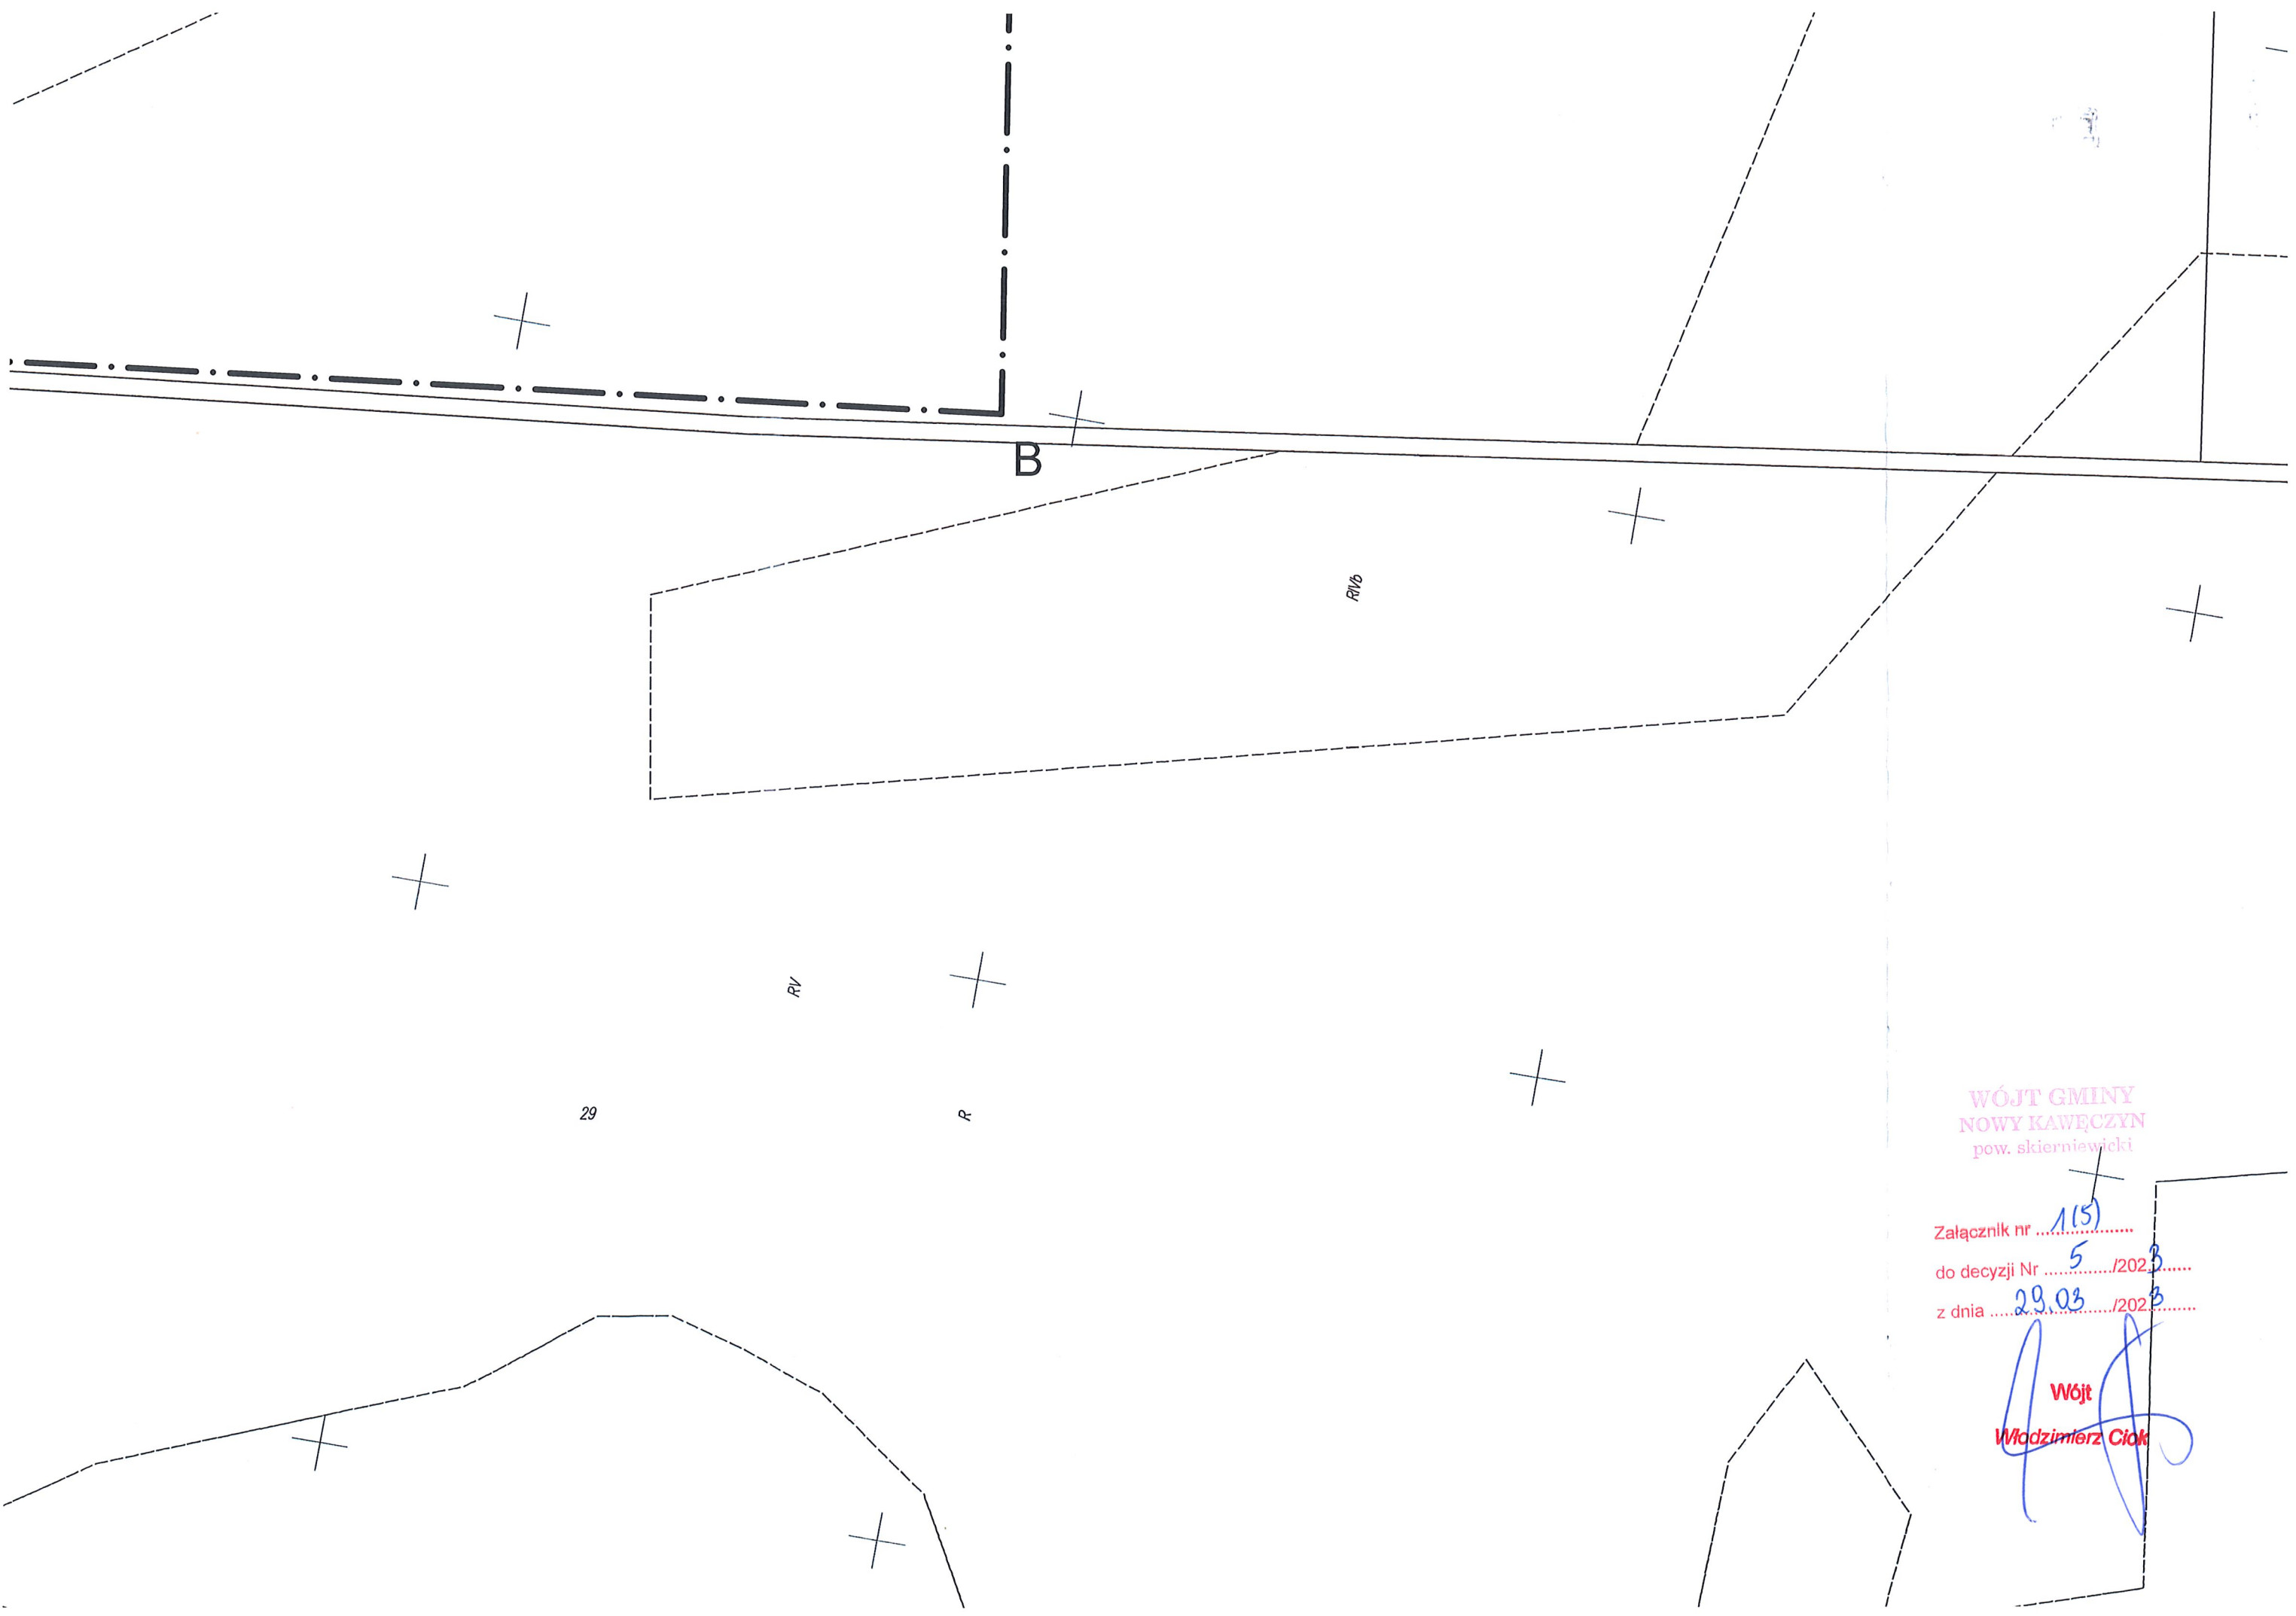 B
RIVb
RV
29
R
WÓJT GMINY
NOWY KAWĘCZYN
pow. skierniewicki
Załącznik nr ...1(5)...
do decyzji Nr ...5.../2023...
z dnia ...29.03.../2023...
Wójt
Włodzimierz Ciok